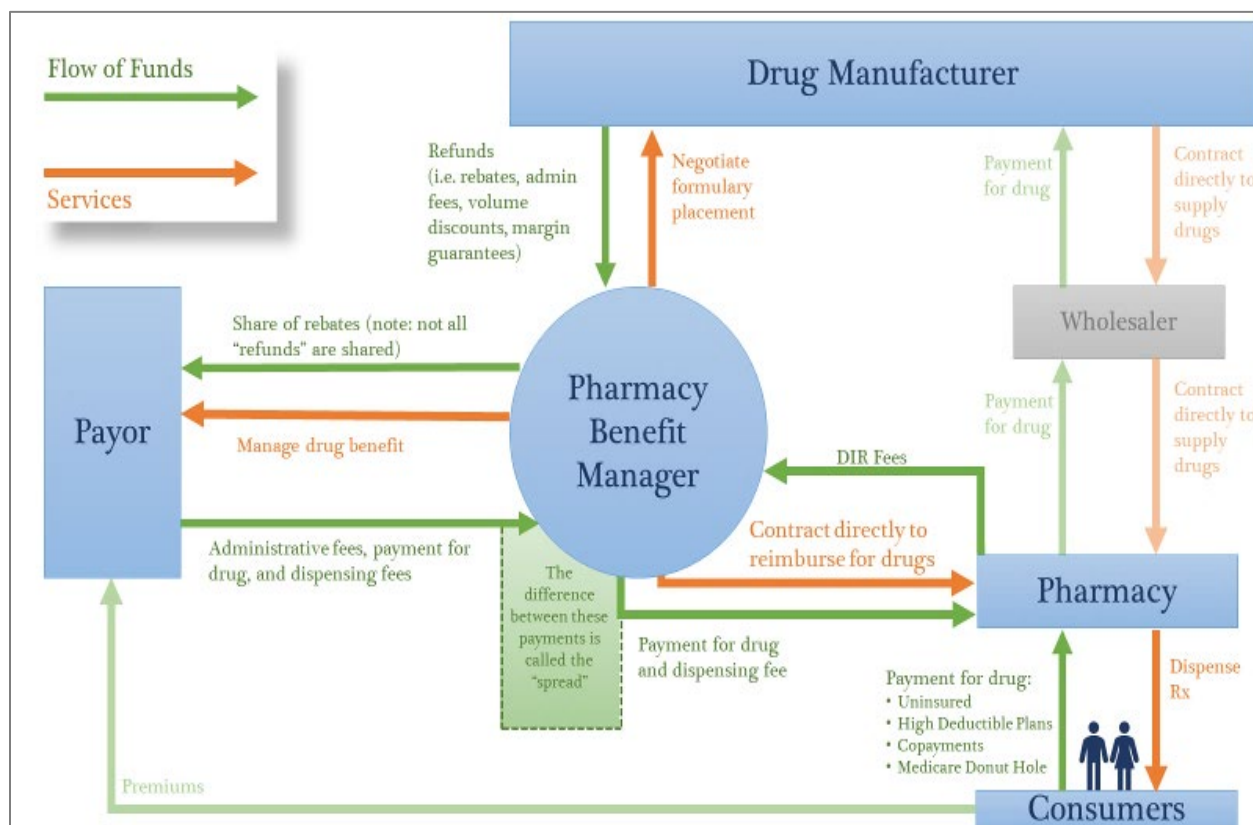 Flow of Funds
Services
Drug Manufacturer
Refunds
(i.e. rebates, admin
fees, volume
discounts, margin
guarantees)
Negotiate
formulary
placement
Payment
for drug
Contract
directly to
supply
drugs
Wholesaler
Share of rebates (note: not all
“refunds” are shared)
Payor
Manage drug benefit
Pharmacy
Benefit
Manager
Payment
for drug
Contract
directly to
supply
drugs
DIR Fees
Administrative fees, payment for
drug, and dispensing fees
Contract directly to
reimburse for drugs
The
difference
between these
payments is
called the
“spread”
Pharmacy
Payment for drug
and dispensing fee
Payment for drug:
• Uninsured
• High Deductible Plans
• Copayments
• Medicare Donut Hole
Dispense
Rx
Premiums
Consumers